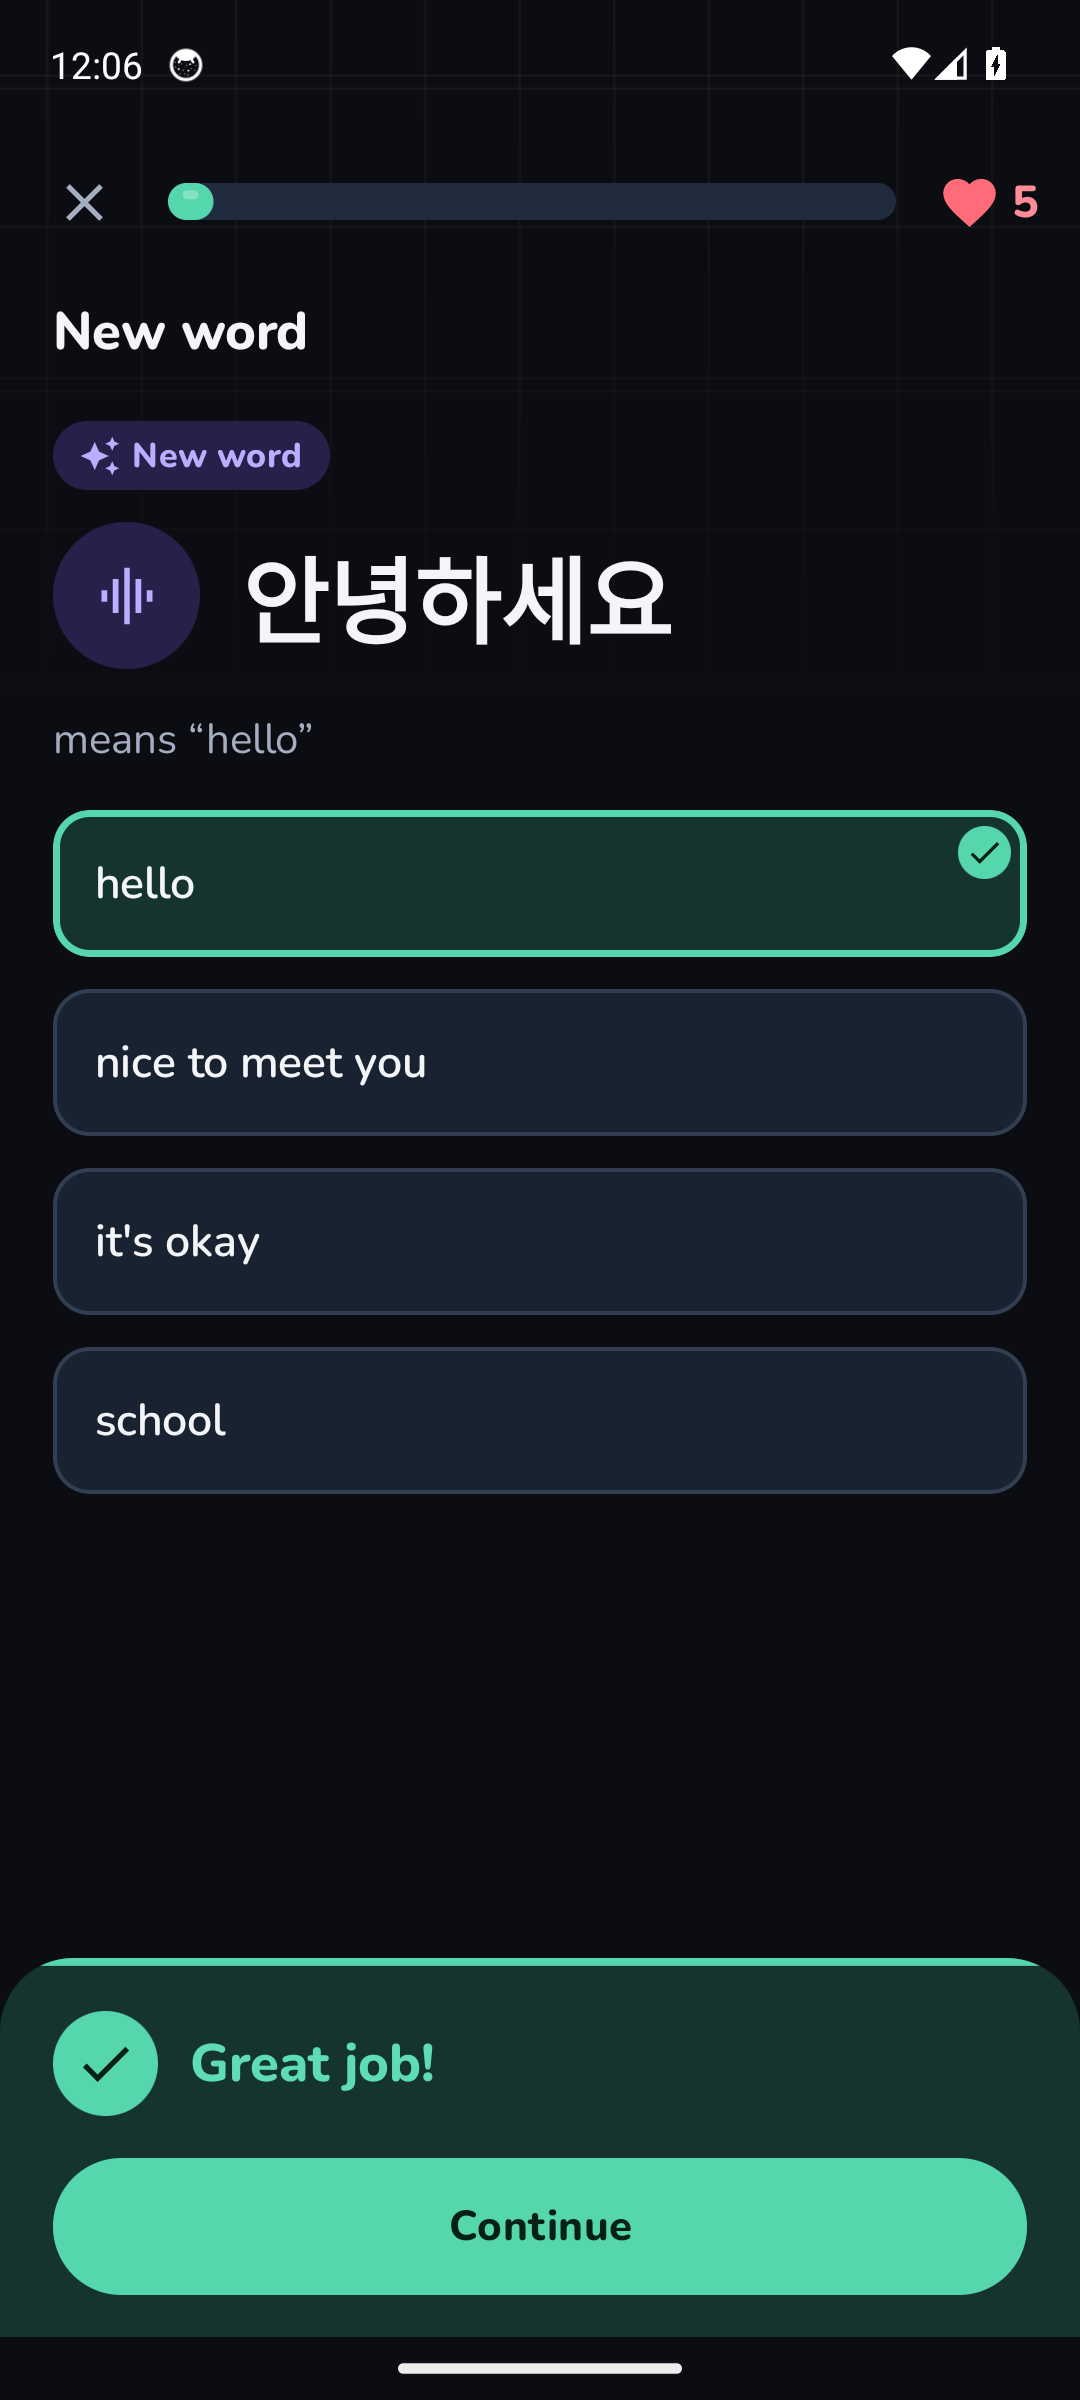 12:06
5
New word
New word
안녕하세요
means “hello”
hello
nice to meet you
it's okay
school
Great job!
Continue